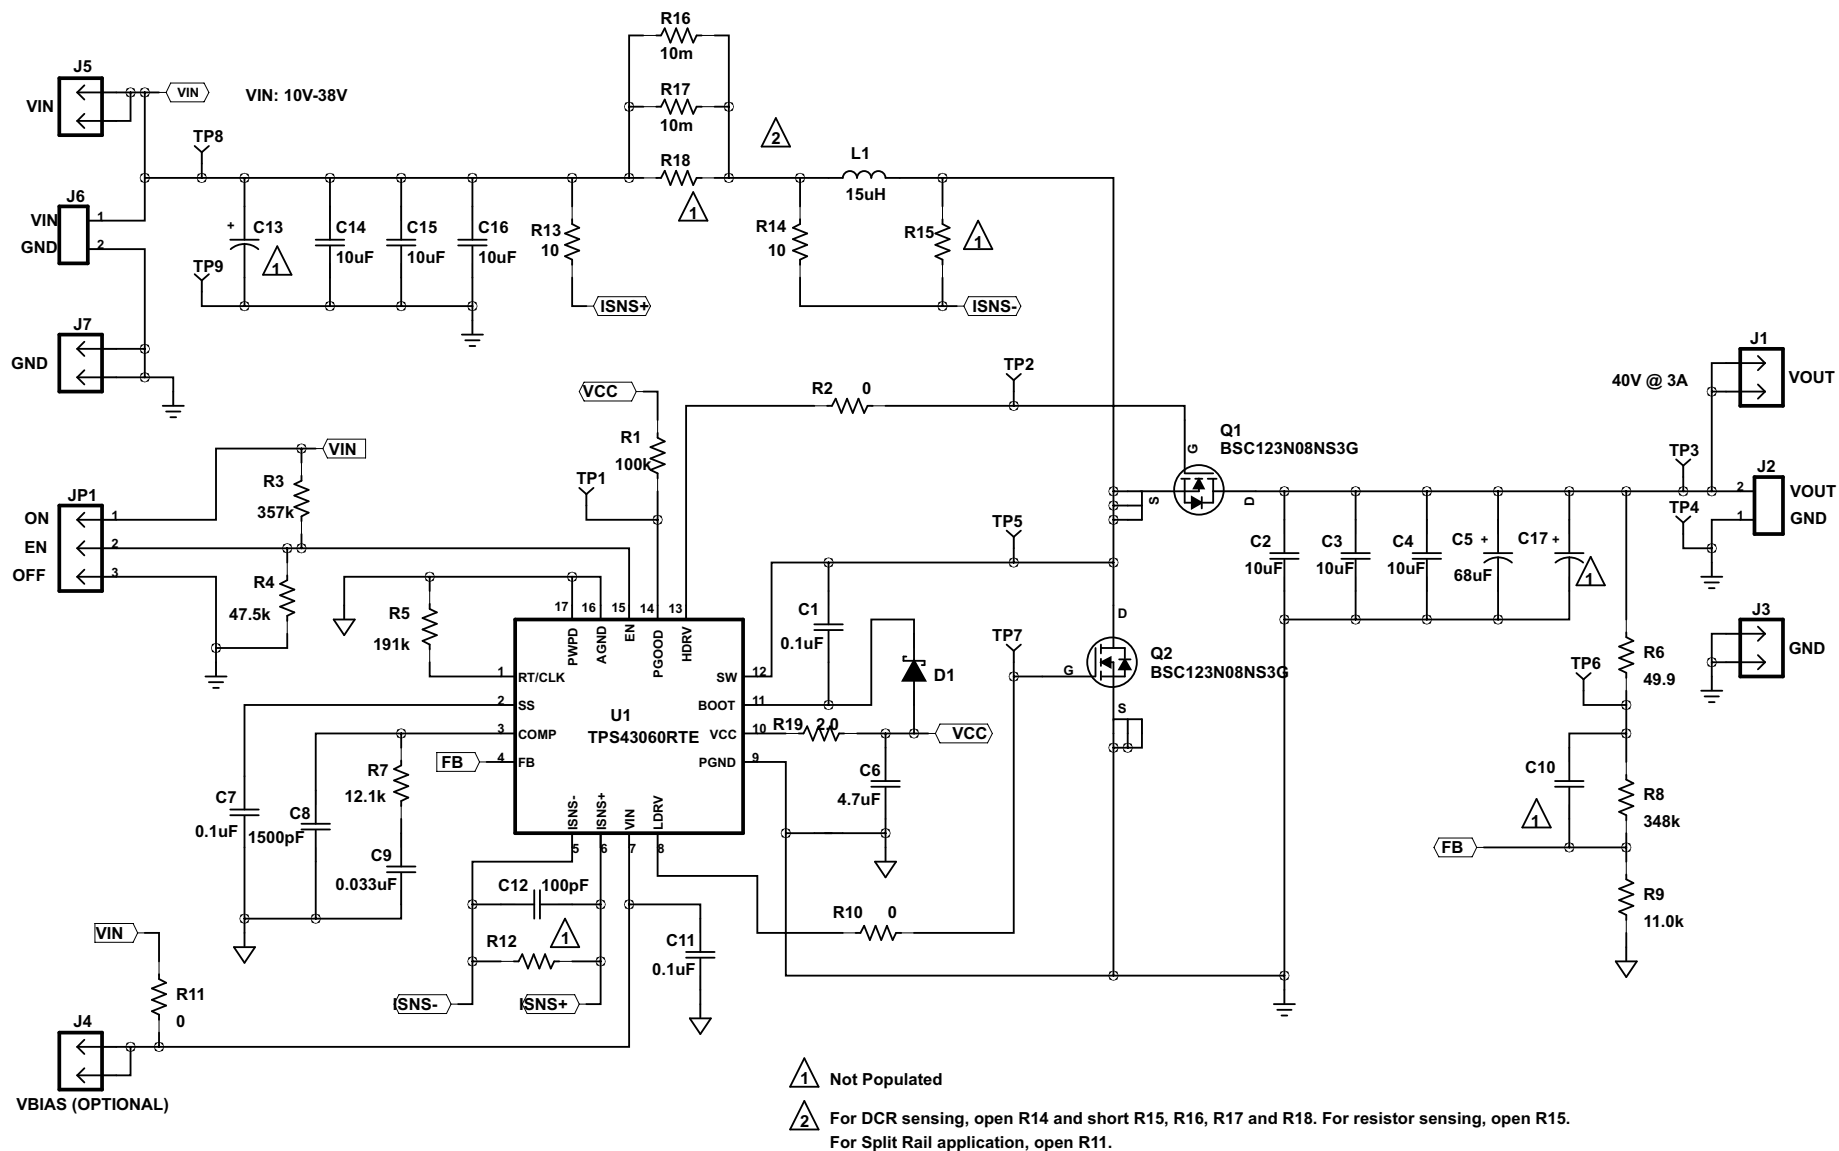 R16
10m
J5
VIN
VIN
VIN: 10V-38V
R17
10m
TP8
2
R18
1
L1
15uH
J6
VIN
1
GND
2
+
C13
1
C14
10uF
C15
10uF
C16
10uF
R13
10
R14
10
R15
1
TP9
ISNS+
ISNS-
J7
GND
TP2
J1
VOUT
40V @ 3A
VCC
R2 0
R1
100k
Q1
BSC123N08NS3G
G
S
D
VIN
R3
357k
TP1
TP3
J2
2
VOUT
TP4
1
GND
JP1
ON
1
EN
2
OFF
3
TP5
C2
10uF
C3
10uF
C4
10uF
C5 +
68uF
C17 +
1
R4
47.5k
R5
191k
17
16
15
14
13
PWPD
AGND
EN
PGOOD
HDRV
C1
0.1uF
D
TP7
G
Q2
BSC123N08NS3G
S
J3
GND
TP6
R6
49.9
1
RT/CLK
SW
12
D1
2
SS
BOOT
11
U1
TPS43060RTE
3
COMP
VCC
10
R19 2.0
VCC
FB
4
FB
PGND
9
R7
12.1k
C6
4.7uF
C10
1
R8
348k
C7
0.1uF
C8
1500pF
ISNS-
ISNS+
VIN
LDRV
5
6
7
8
FB
C9
0.033uF
C12
100pF
R9
11.0k
R10 0
VIN
R12
1
C11
0.1uF
R11
0
ISNS-
ISNS+
J4
VBIAS (OPTIONAL)
1
Not Populated
2
For DCR sensing, open R14 and short R15, R16, R17 and R18. For resistor sensing, open R15.
For Split Rail application, open R11.